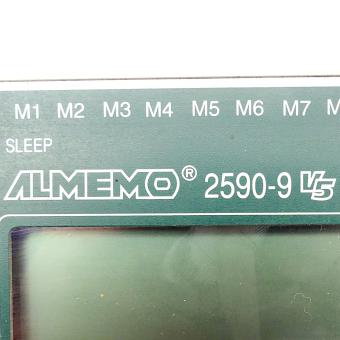 M1 M2 M3 M4 M5 M6 M7 M
SLEEP
ALMEMO® 2590-9 V5